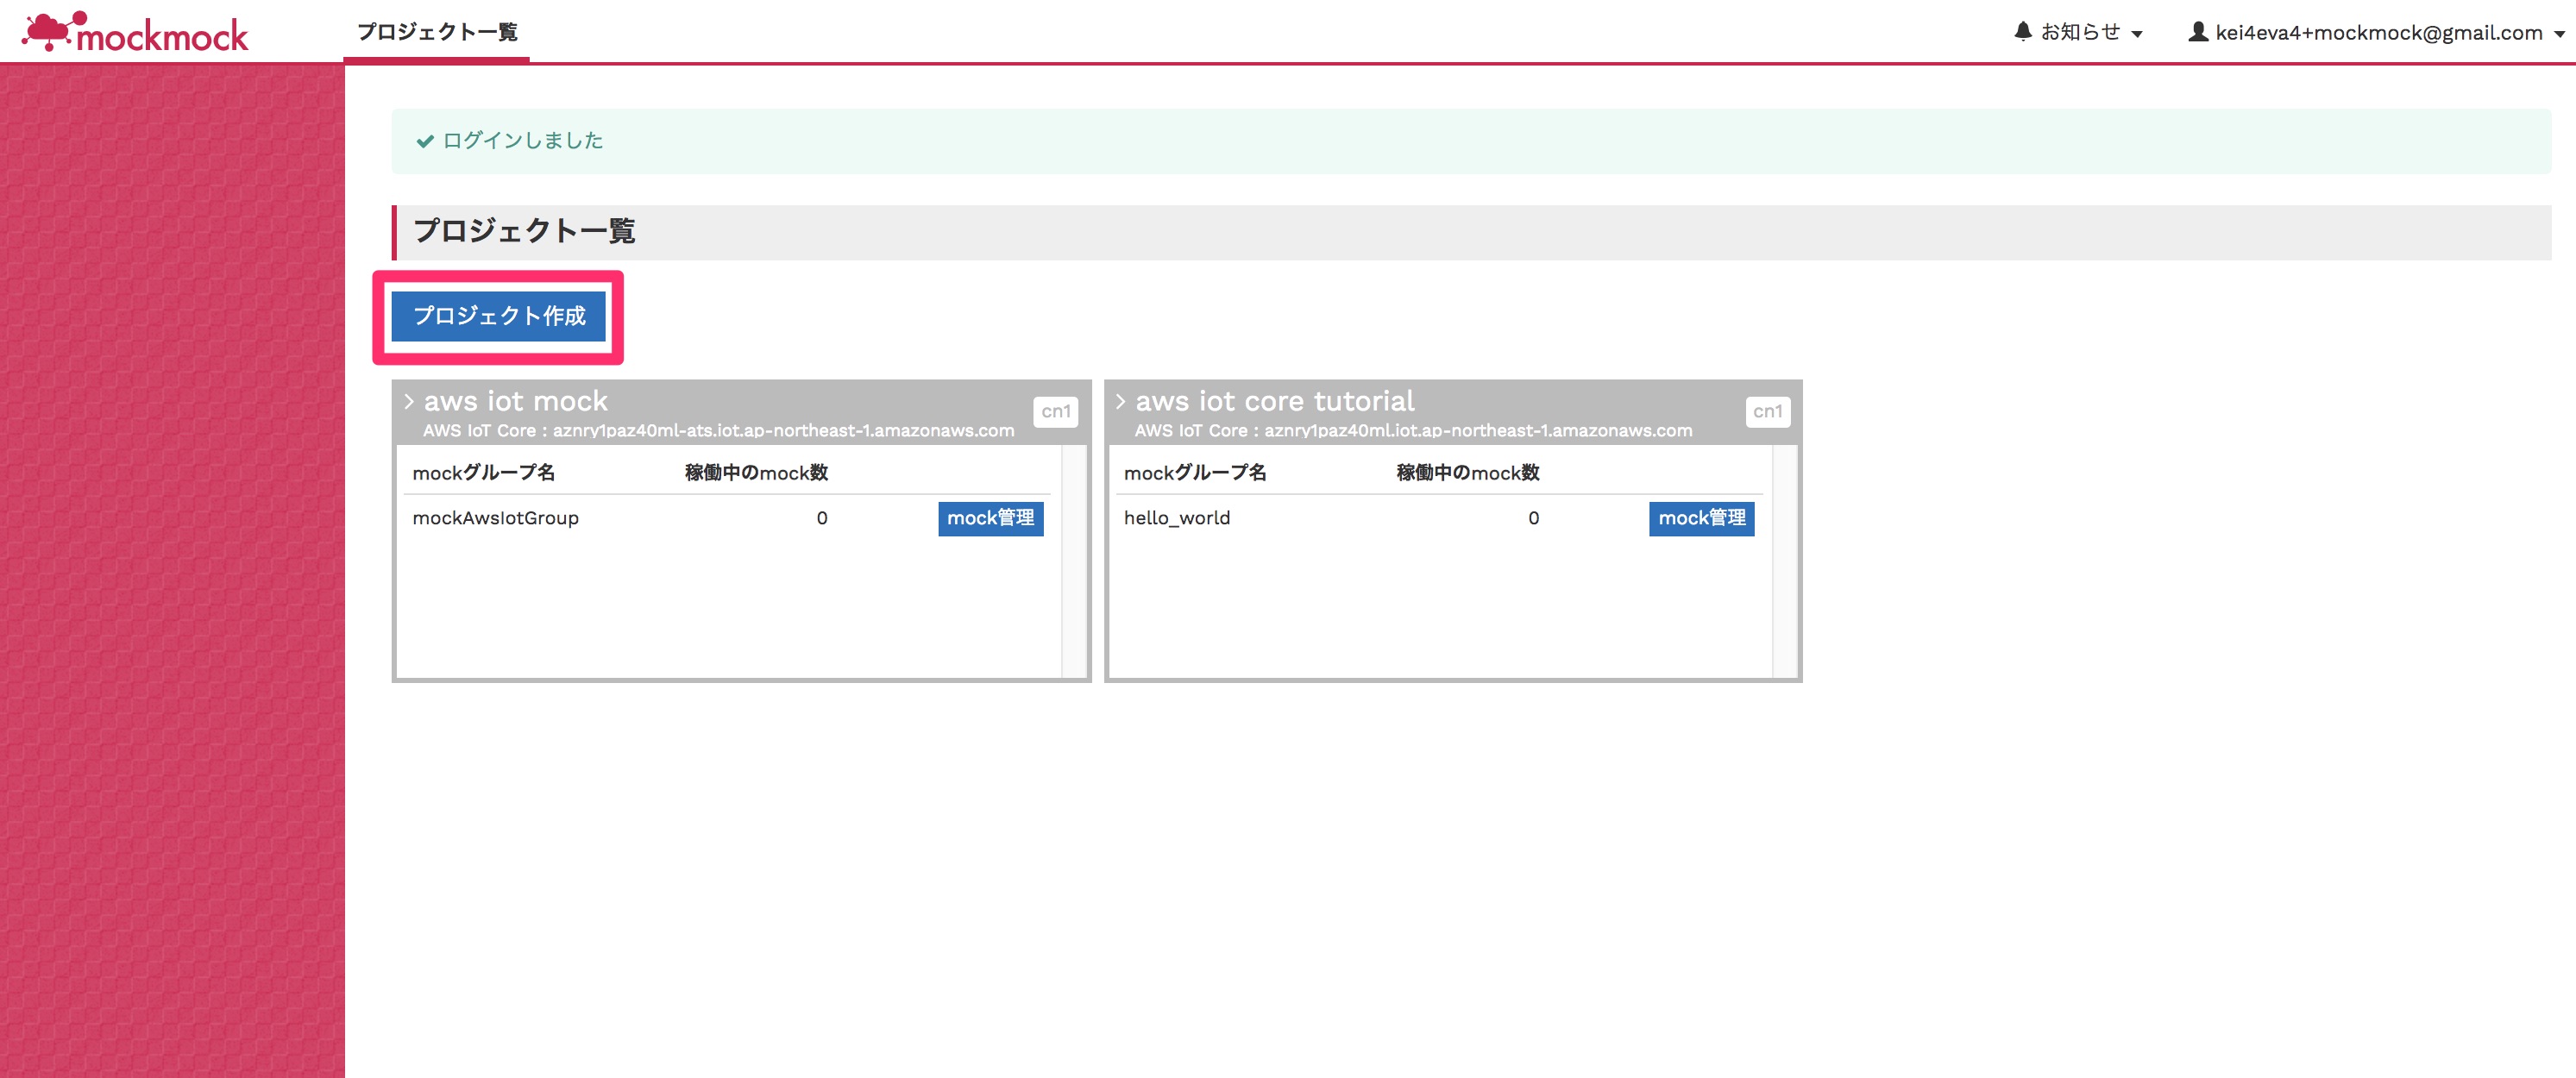 mockmock
プロジェクト一覧
お知らせ
kei4eva4+mockmock@gmail.com
ログインしました
プロジェクト一覧
プロジェクト作成
aws iot mock
cn1
AWS IoT Core : aznry1paz40ml-ats.iot.ap-northeast-1.amazonaws.com
mockグループ名 稼働中のmock数
mockAwsIotGroup 0 mock管理
aws iot core tutorial
cn1
AWS IoT Core : aznry1paz40ml.iot.ap-northeast-1.amazonaws.com
mockグループ名 稼働中のmock数
hello_world 0 mock管理